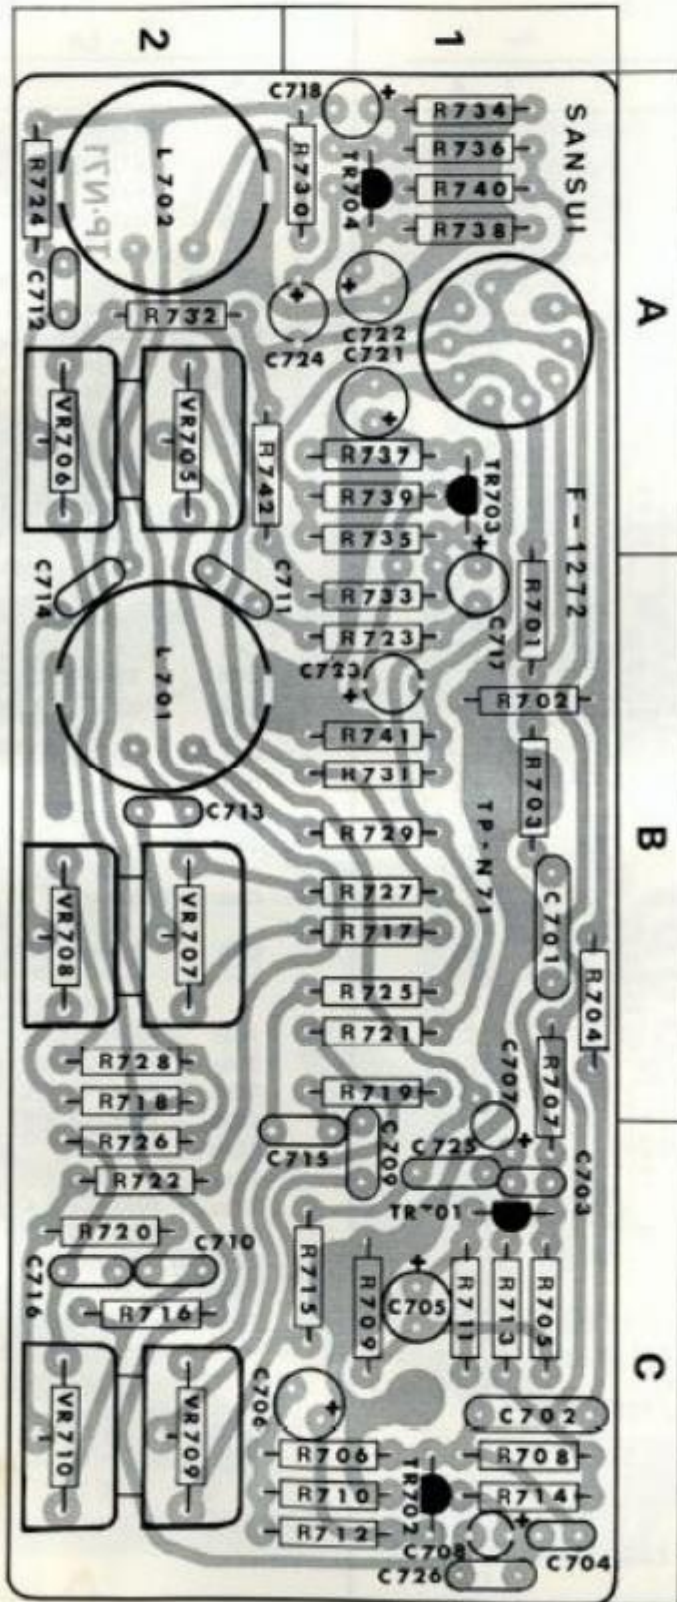 2
1
A
B
C
SANSUI
F-1272
TP-N71
TP-N71
C718
R734
R736
R740
R738
TR704
R730
L702
R724
C712
R732
C724
C722
C721
VR706
VR705
R742
R737
R739
R735
TR703
C714
C711
R733
R723
C717
R701
C723
R702
L701
R741
R731
R703
C713
R729
R727
R717
C701
VR708
VR707
R725
R721
R704
R728
R719
C707
R707
R718
R726
C715
C709
C725
C703
R722
TR701
R720
C710
C716
R715
R709
C705
R711
R713
R705
R716
C706
C702
VR710
VR709
R706
R708
R710
TR702
R714
R712
C708
C704
C726